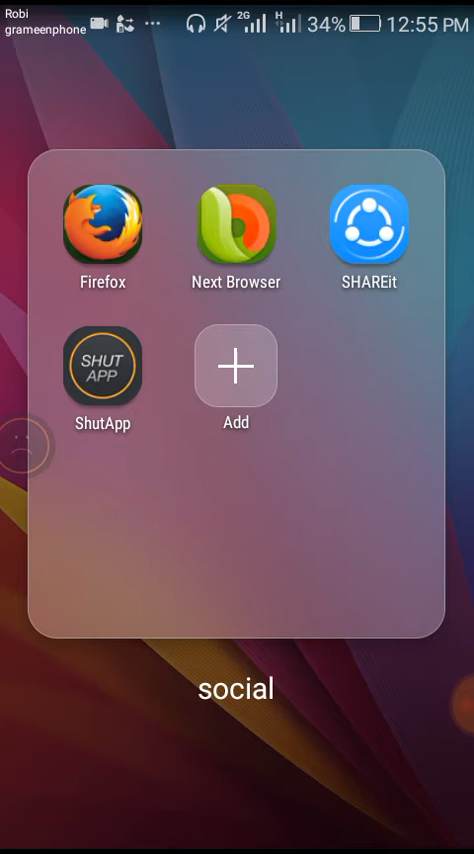 Robi
grameenphone
2G H 34% 12:55 PM
Firefox Next Browser SHAREit
SHUT
APP
ShutApp Add
social